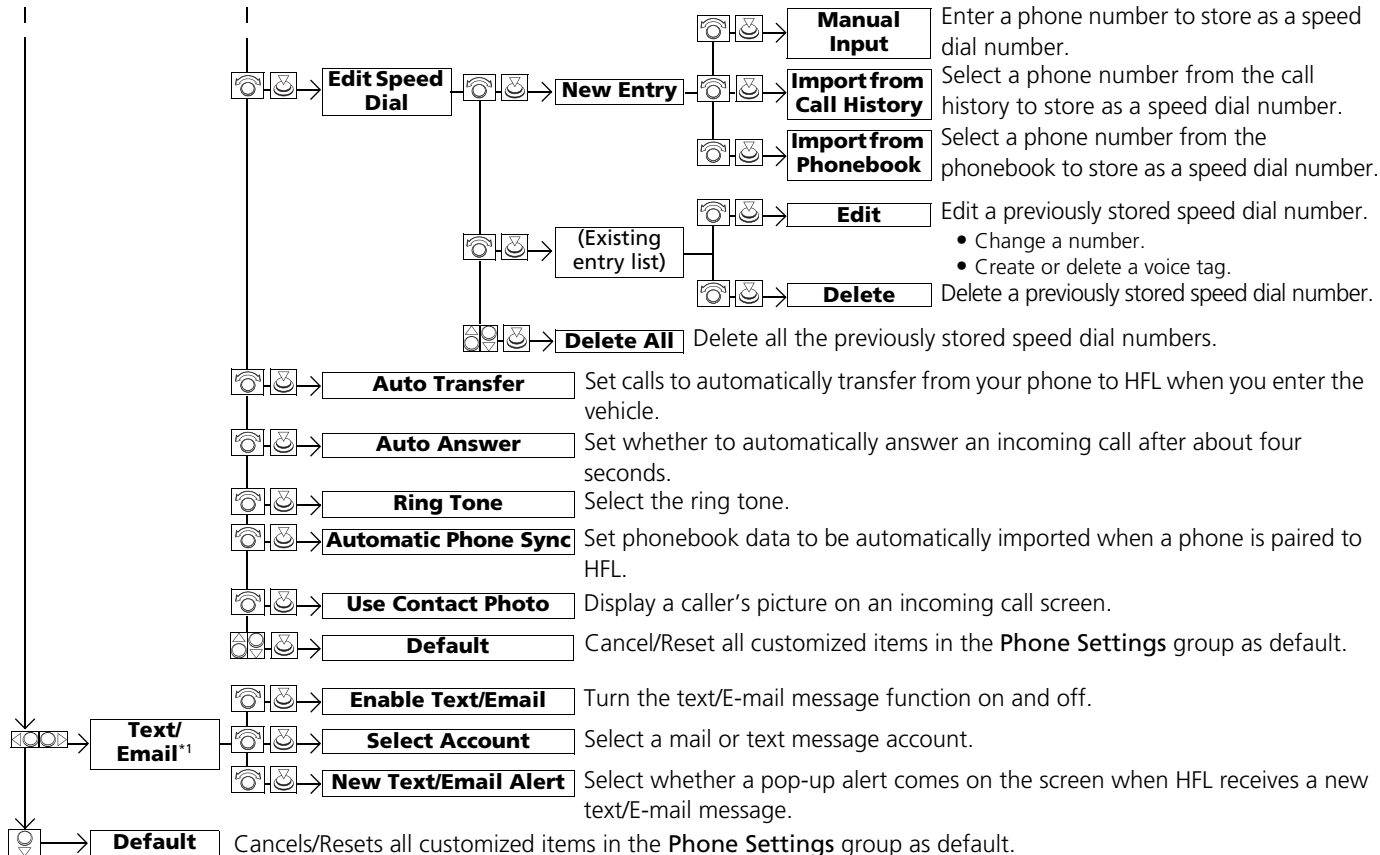 Manual Input
Enter a phone number to store as a speed
dial number.
Edit Speed Dial
New Entry
Import from Call History
Select a phone number from the call
history to store as a speed dial number.
Import from Phonebook
Select a phone number from the
phonebook to store as a speed dial number.
(Existing entry list)
Edit
Edit a previously stored speed dial number.
• Change a number.
• Create or delete a voice tag.
Delete
Delete a previously stored speed dial number.
Delete All
Delete all the previously stored speed dial numbers.
Auto Transfer
Set calls to automatically transfer from your phone to HFL when you enter the
vehicle.
Auto Answer
Set whether to automatically answer an incoming call after about four
seconds.
Ring Tone
Select the ring tone.
Automatic Phone Sync
Set phonebook data to be automatically imported when a phone is paired to
HFL.
Use Contact Photo
Display a caller's picture on an incoming call screen.
Default
Cancel/Reset all customized items in the Phone Settings group as default.
Text/ Email*1
Enable Text/Email
Turn the text/E-mail message function on and off.
Select Account
Select a mail or text message account.
New Text/Email Alert
Select whether a pop-up alert comes on the screen when HFL receives a new
text/E-mail message.
Default
Cancels/Resets all customized items in the Phone Settings group as default.